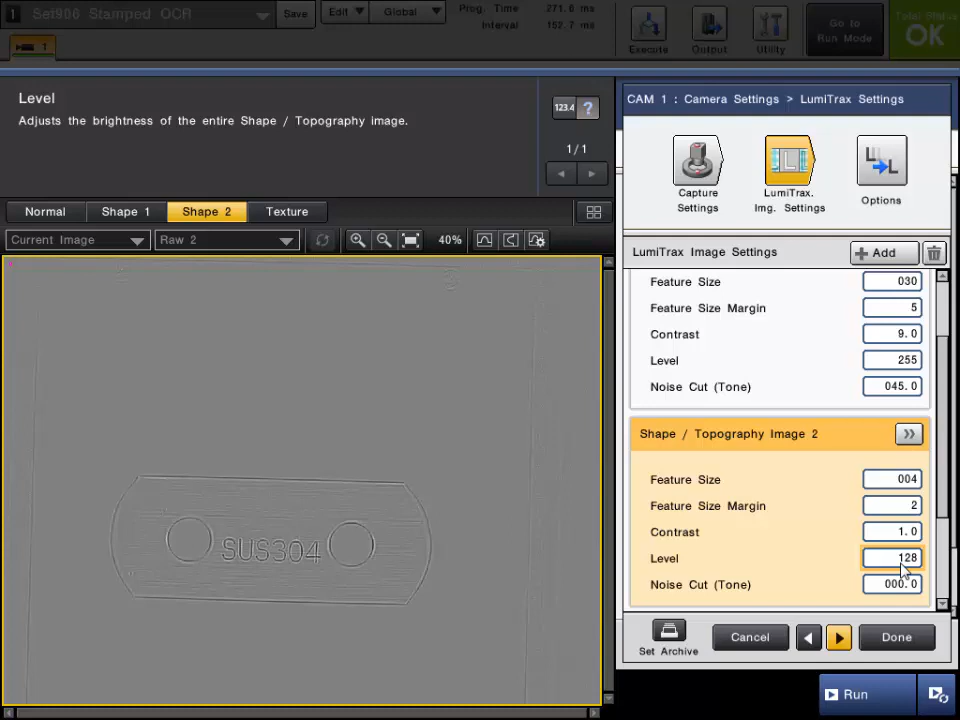 1 Set906 Stamped OCR Save Edit Global Prog. Time 271.6 ms
Interval 152.7 ms
Execute Output Utility Go to Run Mode Total Status OK
1
Level
Adjusts the brightness of the entire Shape / Topography image.
123.4 ?
1/1
Normal Shape 1 Shape 2 Texture
Current Image Raw 2 40%
SUS304
CAM 1 : Camera Settings > LumiTrax Settings
Capture Settings
LumiTrax. Img. Settings
Options
LumiTrax Image Settings Add
Feature Size 030
Feature Size Margin 5
Contrast 9.0
Level 255
Noise Cut (Tone) 045.0
Shape / Topography Image 2
Feature Size 004
Feature Size Margin 2
Contrast 1.0
Level 128
Noise Cut (Tone) 000.0
Set Archive Cancel Done
Run